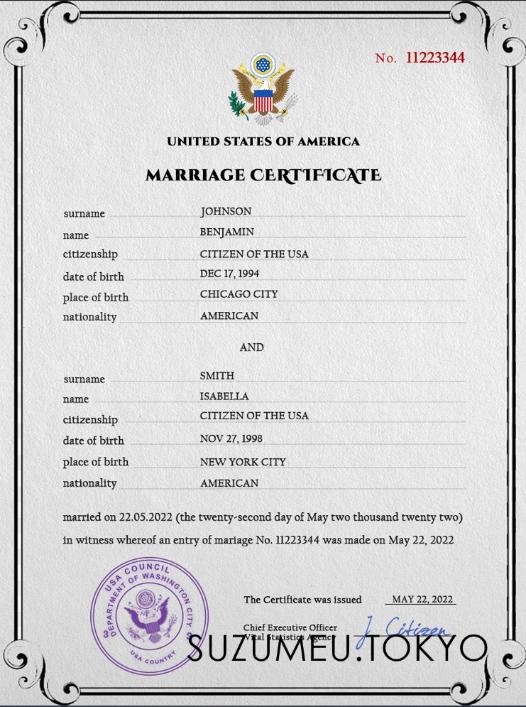 No. 11223344
UNITED STATES OF AMERICA
MARRIAGE CERTIFICATE
surname JOHNSON
name BENJAMIN
citizenship CITIZEN OF THE USA
date of birth DEC 17, 1994
place of birth CHICAGO CITY
nationality AMERICAN
AND
surname SMITH
name ISABELLA
citizenship CITIZEN OF THE USA
date of birth NOV 27, 1998
place of birth NEW YORK CITY
nationality AMERICAN
married on 22.05.2022 (the twenty-second day of May two thousand twenty two)
in witness whereof an entry of mariage No. 11223344 was made on May 22, 2022
USA COUNCIL
DEPARTMENT OF WASHINGTON CITY
USA COUNTRY
The Certificate was issued MAY 22, 2022
Chief Executive Officer
Vital Statistics Agency
J. Citizen
SUZUMEU.TOKYO